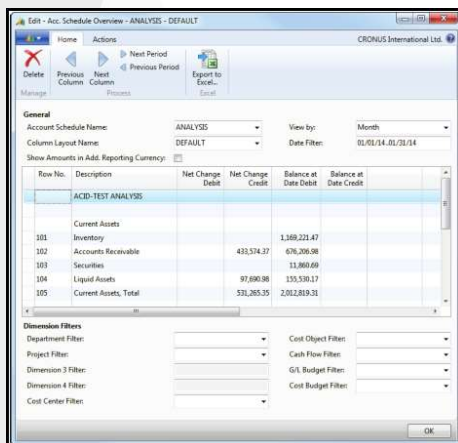 Edit - Acc. Schedule Overview - ANALYSIS - DEFAULT
Home Actions CRONUS International Ltd.
Delete Previous Column Next Column Next Period Previous Period Export to Excel...
Manage Process Excel
General
Account Schedule Name: ANALYSIS View by: Month
Column Layout Name: DEFAULT Date Filter: 01/01/14..01/31/14
Show Amounts in Add. Reporting Currency:
Row No. Description Net Change Debit Net Change Credit Balance at Date Debit Balance at Date Credit
ACID-TEST ANALYSIS
Current Assets
101 Inventory 1,169,221.47
102 Accounts Receivable 433,574.37 676,206.98
103 Securities 11,860.69
104 Liquid Assets 97,690.98 155,530.17
105 Current Assets, Total 531,265.35 2,012,819.31
Dimension Filters
Department Filter: Cost Object Filter:
Project Filter: Cash Flow Filter:
Dimension 3 Filter: G/L Budget Filter:
Dimension 4 Filter: Cost Budget Filter:
Cost Center Filter:
OK